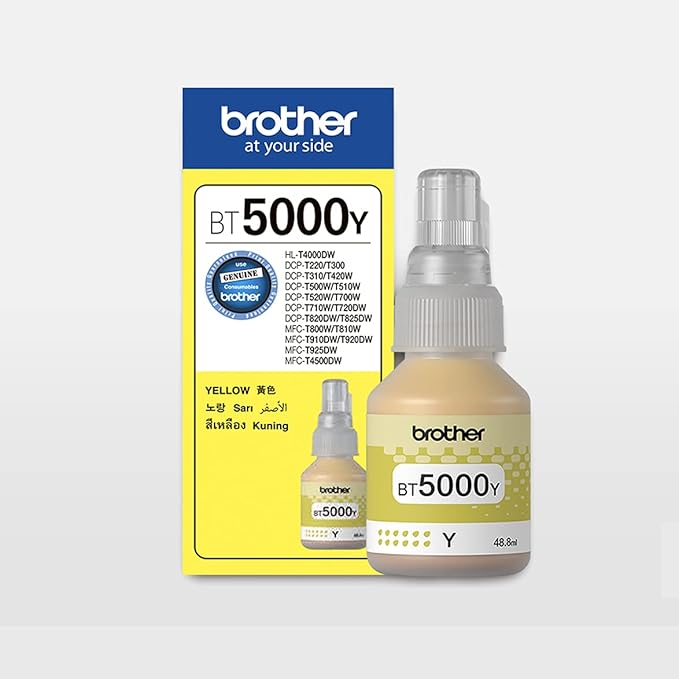 brother
at your side
BT5000Y
HL-T4000DW
DCP-T220/T300
DCP-T310/T420W
DCP-T500W/T510W
DCP-T520W/T700W
DCP-T710W/T720DW
DCP-T820DW/T825DW
MFC-T800W/T810W
MFC-T910DW/T920DW
MFC-T925DW
MFC-T4500DW
use
GENUINE
Consumables
brother
YELLOW 黃色
노랑 Sarı الأصفر
สีเหลือง Kuning
brother
BT5000Y
Y 48.8ml
brother
BT5000Y
Y 48.8ml